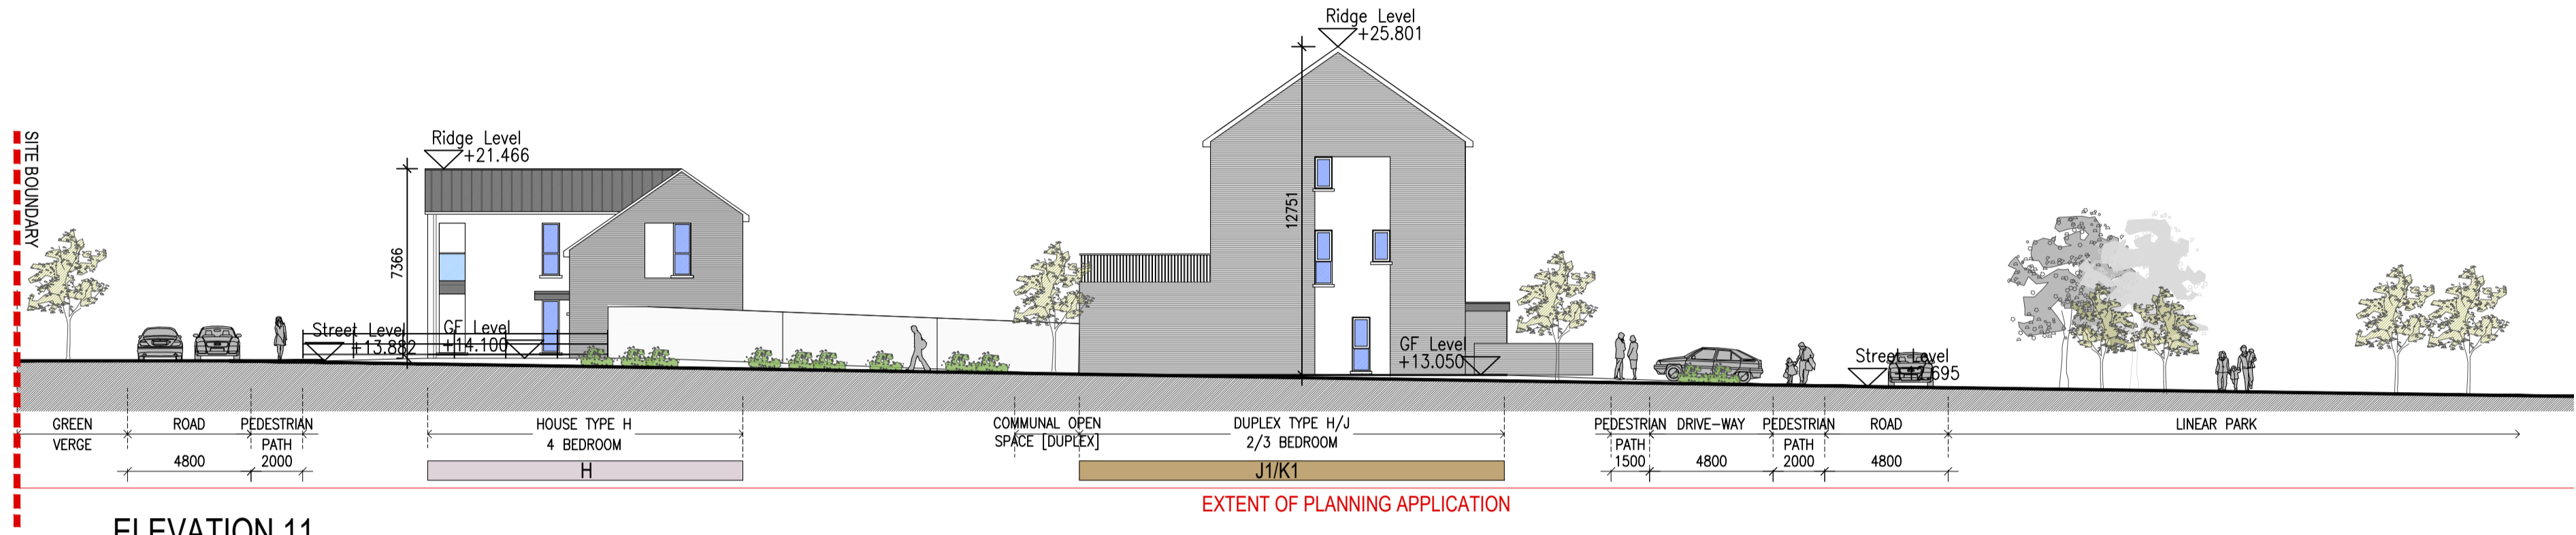 Ridge Level
+25.801
Ridge Level
+21.466
SITE BOUNDARY
7366
12751
Street Level
+13.882
GF Level
+14.100
GF Level
+13.050
Street Level
GREEN
VERGE
ROAD
4800
PEDESTRIAN
PATH
2000
HOUSE TYPE H
4 BEDROOM
H
COMMUNAL OPEN
SPACE [DUPLEX]
DUPLEX TYPE H/J
2/3 BEDROOM
J1/K1
PEDESTRIAN
PATH
1500
DRIVE-WAY
4800
PEDESTRIAN
PATH
2000
ROAD
4800
LINEAR PARK
EXTENT OF PLANNING APPLICATION
ELEVATION 11